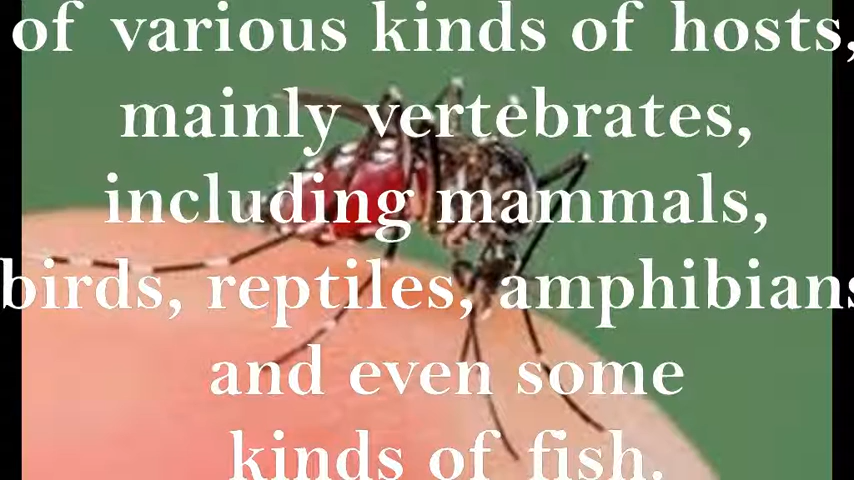 of various kinds of hosts,
mainly vertebrates,
including mammals,
birds, reptiles, amphibians
and even some
kinds of fish.